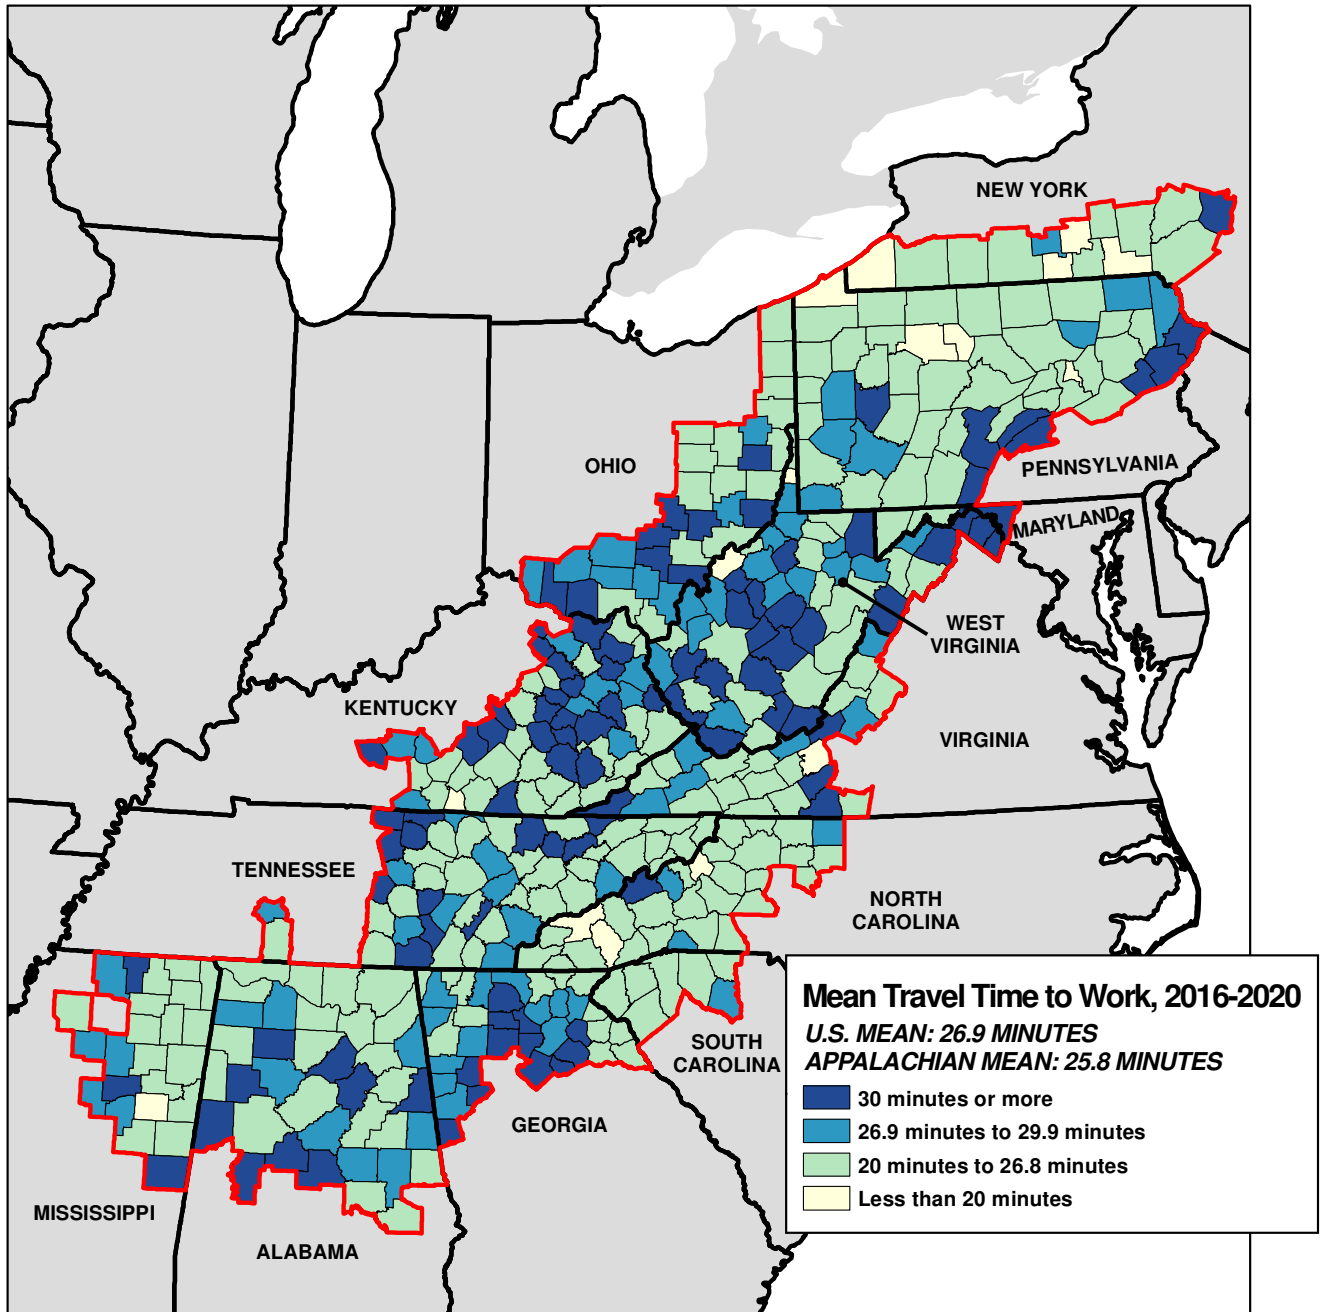 NEW YORK
OHIO
PENNSYLVANIA
MARYLAND
WEST
VIRGINIA
KENTUCKY
VIRGINIA
TENNESSEE
NORTH
CAROLINA
SOUTH
CAROLINA
GEORGIA
MISSISSIPPI
ALABAMA
Mean Travel Time to Work, 2016-2020
U.S. MEAN: 26.9 MINUTES
APPALACHIAN MEAN: 25.8 MINUTES
30 minutes or more
26.9 minutes to 29.9 minutes
20 minutes to 26.8 minutes
Less than 20 minutes